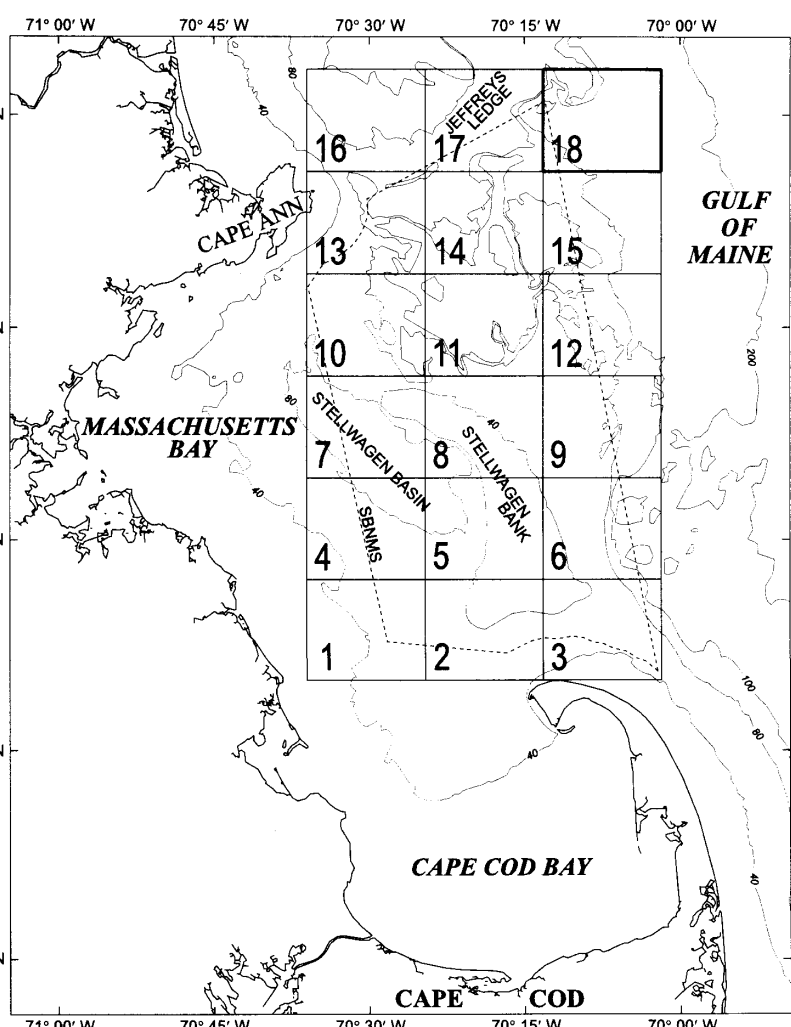 71° 00' W 70° 45' W 70° 30' W 70° 15' W 70° 00' W
80
40
JEFFREYS
LEDGE
16 17 18
N
CAPE ANN
GULF
OF
MAINE
13 14 15
N
10 11 12
200
80
40
MASSACHUSETTS
BAY
STELLWAGEN BASIN
STELLWAGEN
BANK
7 8 9
40
SBNMS
N
4 5 6
1 2 3
100
80
N
40
40
CAPE COD BAY
N
CAPE COD
71° 00' W 70° 45' W 70° 30' W 70° 15' W 70° 00' W